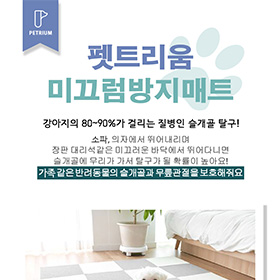 PETRIUM
펫트리움
미끄럼방지매트
강아지의 80~90%가 걸리는 질병인 슬개골 탈구!
소파, 의자에서 뛰어내리며
장판 대리석같은 미끄러운 바닥에서 뛰어다니면
슬개골에 무리가 가서 탈구가 될 확률이 높아요!
가족같은 반려동물의 슬개골과 무릎관절을 보호해줘요